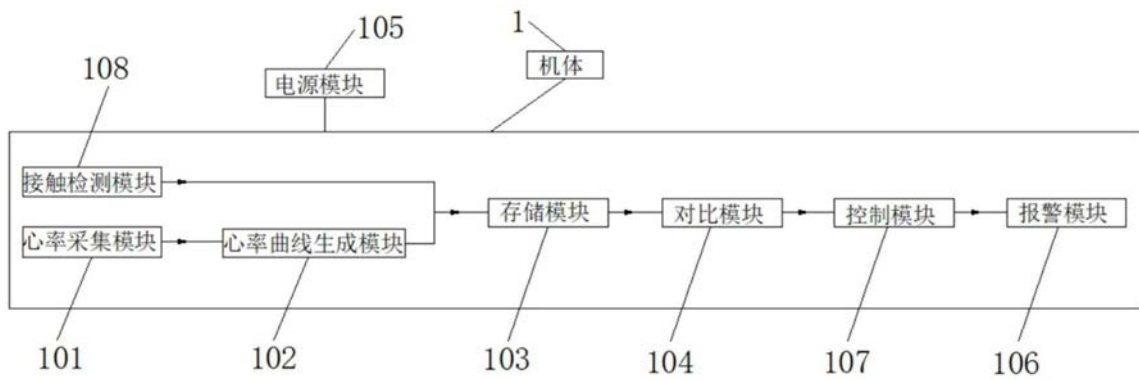 105
1
108
电源模块
机体
接触检测模块
存储模块
对比模块
控制模块
报警模块
心率采集模块
心率曲线生成模块
101
102
103
104
107
106